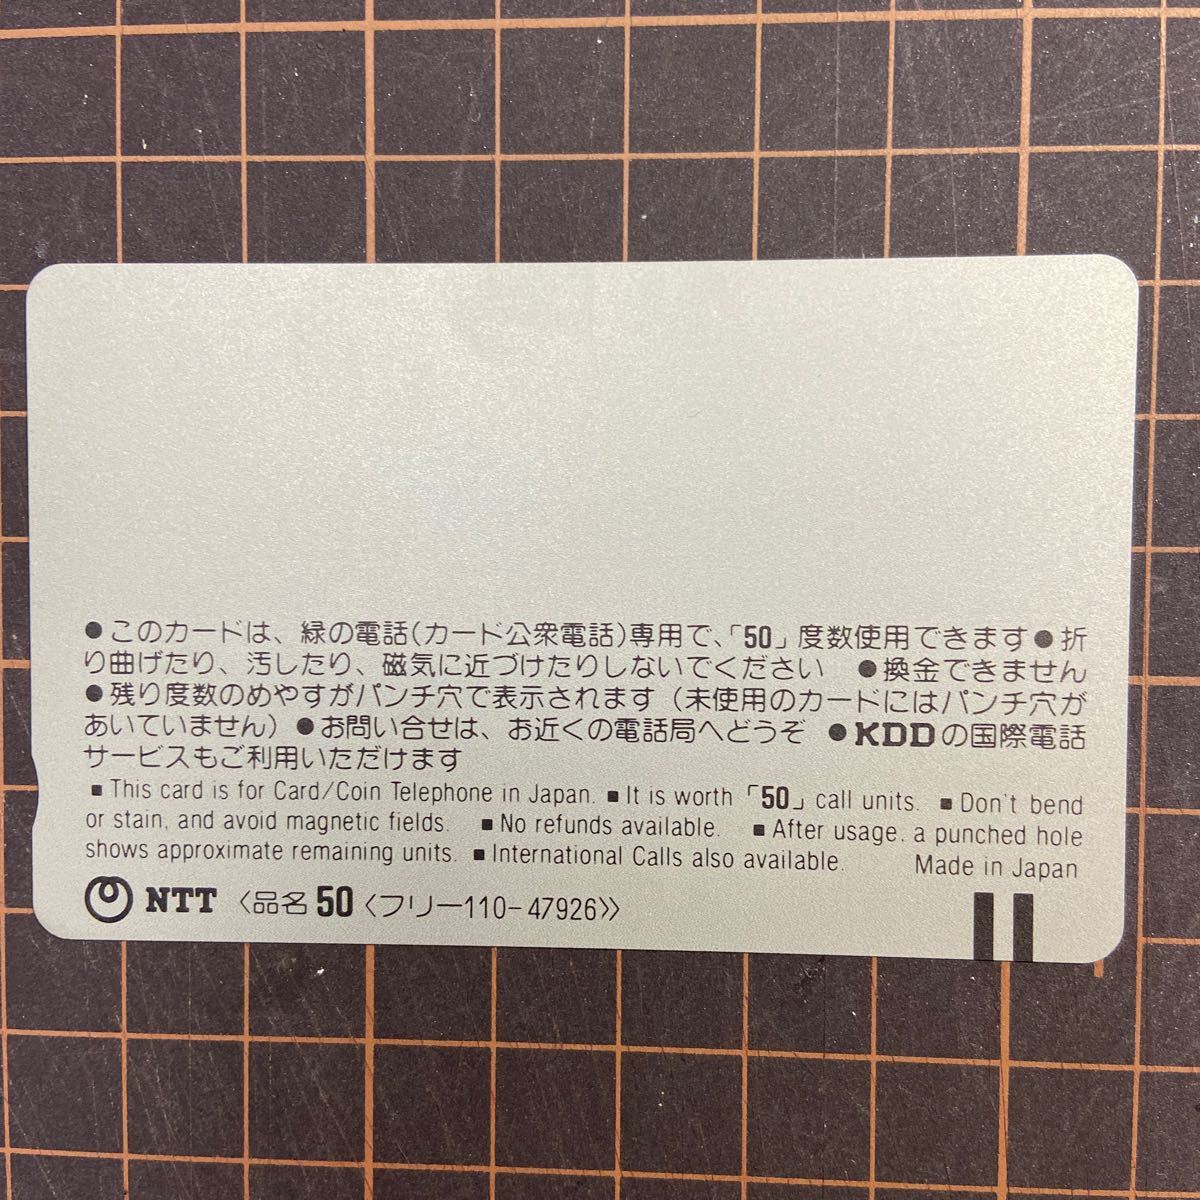 ●このカードは、緑の電話(カード公衆電話)専用で、「50」度数使用できます●折
り曲げたり、汚したり、磁気に近づけたりしないでください ●換金できません
●残り度数のめやすがパンチ穴で表示されます(未使用のカードにはパンチ穴が
あいていません)●お問い合せは、お近くの電話局へどうぞ ●KDDの国際電話
サービスもご利用いただけます
■This card is for Card/Coin Telephone in Japan. ■It is worth「50」call units. ■Don't bend
or stain, and avoid magnetic fields. ■No refunds available. ■After usage, a punched hole
shows approximate remaining units. ■International Calls also available. Made in Japan
NTT〈品名50〈フリー110-47926〉〉